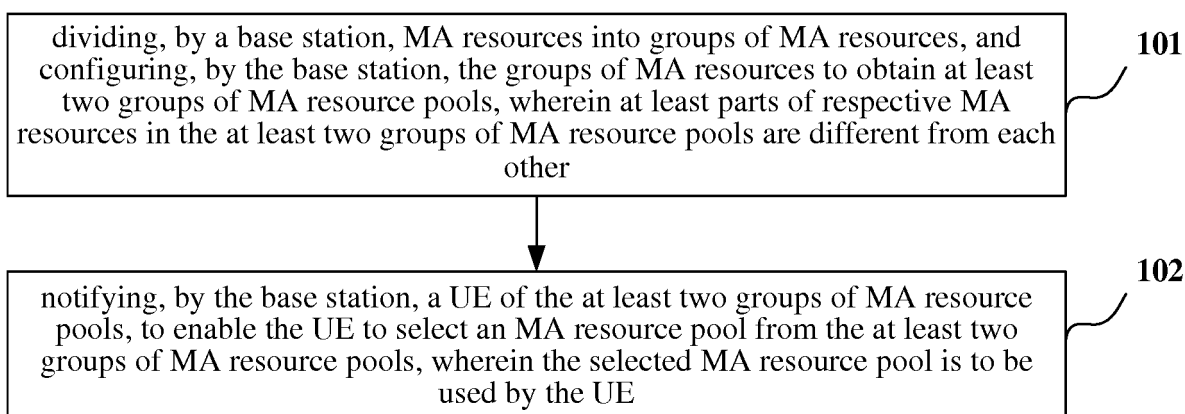 dividing, by a base station, MA resources into groups of MA resources, and
configuring, by the base station, the groups of MA resources to obtain at least
two groups of MA resource pools, wherein at least parts of respective MA
resources in the at least two groups of MA resource pools are different from each
other
101
notifying, by the base station, a UE of the at least two groups of MA resource
pools, to enable the UE to select an MA resource pool from the at least two
groups of MA resource pools, wherein the selected MA resource pool is to be
used by the UE
102